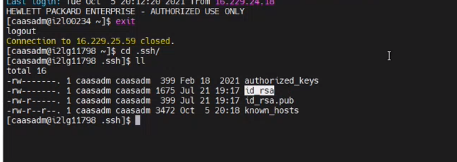 Last login: Tue Oct  5 20:12:20 2021 from 16.229.24.18
HEWLETT PACKARD ENTERPRISE - AUTHORIZED USE ONLY
[caasadm@i2l00234 ~]$ exit
logout
Connection to 16.229.25.59 closed.
[caasadm@i2lg11798 ~]$ cd .ssh/
[caasadm@i2lg11798 .ssh]$ ll
total 16
-rw-------. 1 caasadm caasadm  399 Feb 18  2021 authorized_keys
-rw-------. 1 caasadm caasadm 1675 Jul 21 19:17 id_rsa
-rw-r-----. 1 caasadm caasadm  399 Jul 21 19:17 id_rsa.pub
-rw-r--r--. 1 caasadm caasadm 3472 Oct  5 20:18 known_hosts
[caasadm@i2lg11798 .ssh]$